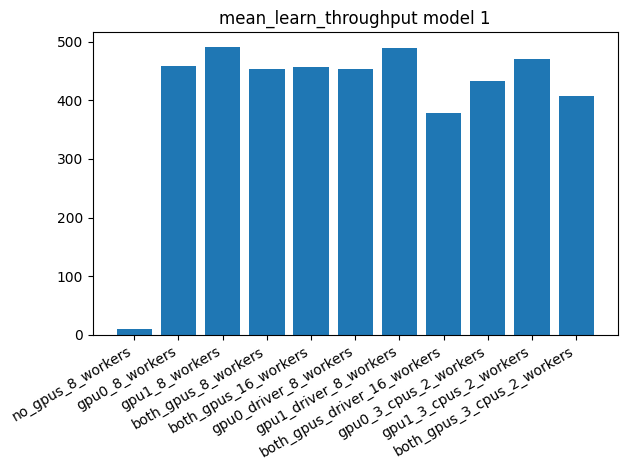 mean_learn_throughput model 1
500
400
300
200
100
0
no_gpus_8_workers
gpu0_8_workers
gpu1_8_workers
both_gpus_8_workers
both_gpus_16_workers
gpu0_driver_8_workers
gpu1_driver_8_workers
both_gpus_driver_16_workers
gpu0_3_cpus_2_workers
gpu1_3_cpus_2_workers
both_gpus_3_cpus_2_workers